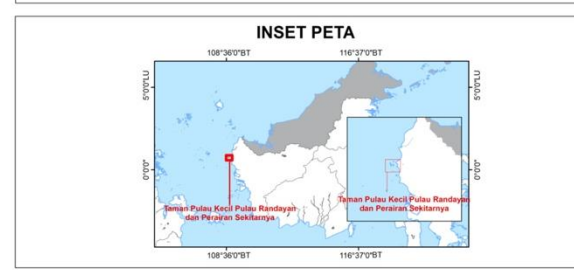 INSET PETA
108°36'0"BT
116°37'0"BT
5°0'0"LU
5°0'0"LU
0°0'0"
0°0'0"
Taman Pulau Kecil Pulau Randayan
dan Perairan Sekitarnya
Taman Pulau Kecil Pulau Randayan
dan Perairan Sekitarnya
108°36'0"BT
116°37'0"BT